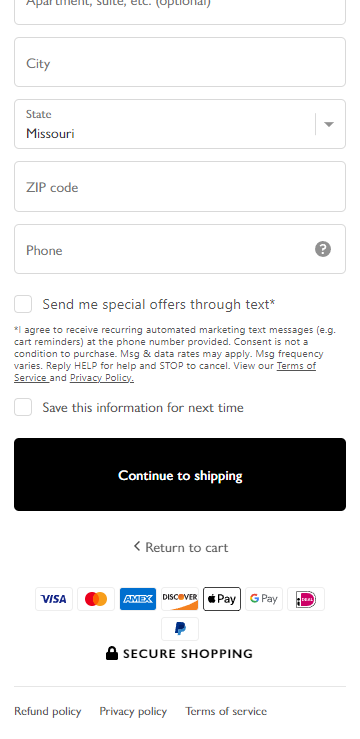 Apartment, suite, etc. (optional)
City
State
Missouri
ZIP code
Phone
?
Send me special offers through text*
*I agree to receive recurring automated marketing text messages (e.g.
cart reminders) at the phone number provided. Consent is not a
condition to purchase. Msg & data rates may apply. Msg frequency
varies. Reply HELP for help and STOP to cancel. View our Terms of
Service and Privacy Policy.
Save this information for next time
Continue to shipping
Return to cart
VISA AMEX DISCOVER Pay G Pay iDEAL
P
SECURE SHOPPING
Refund policy Privacy policy Terms of service